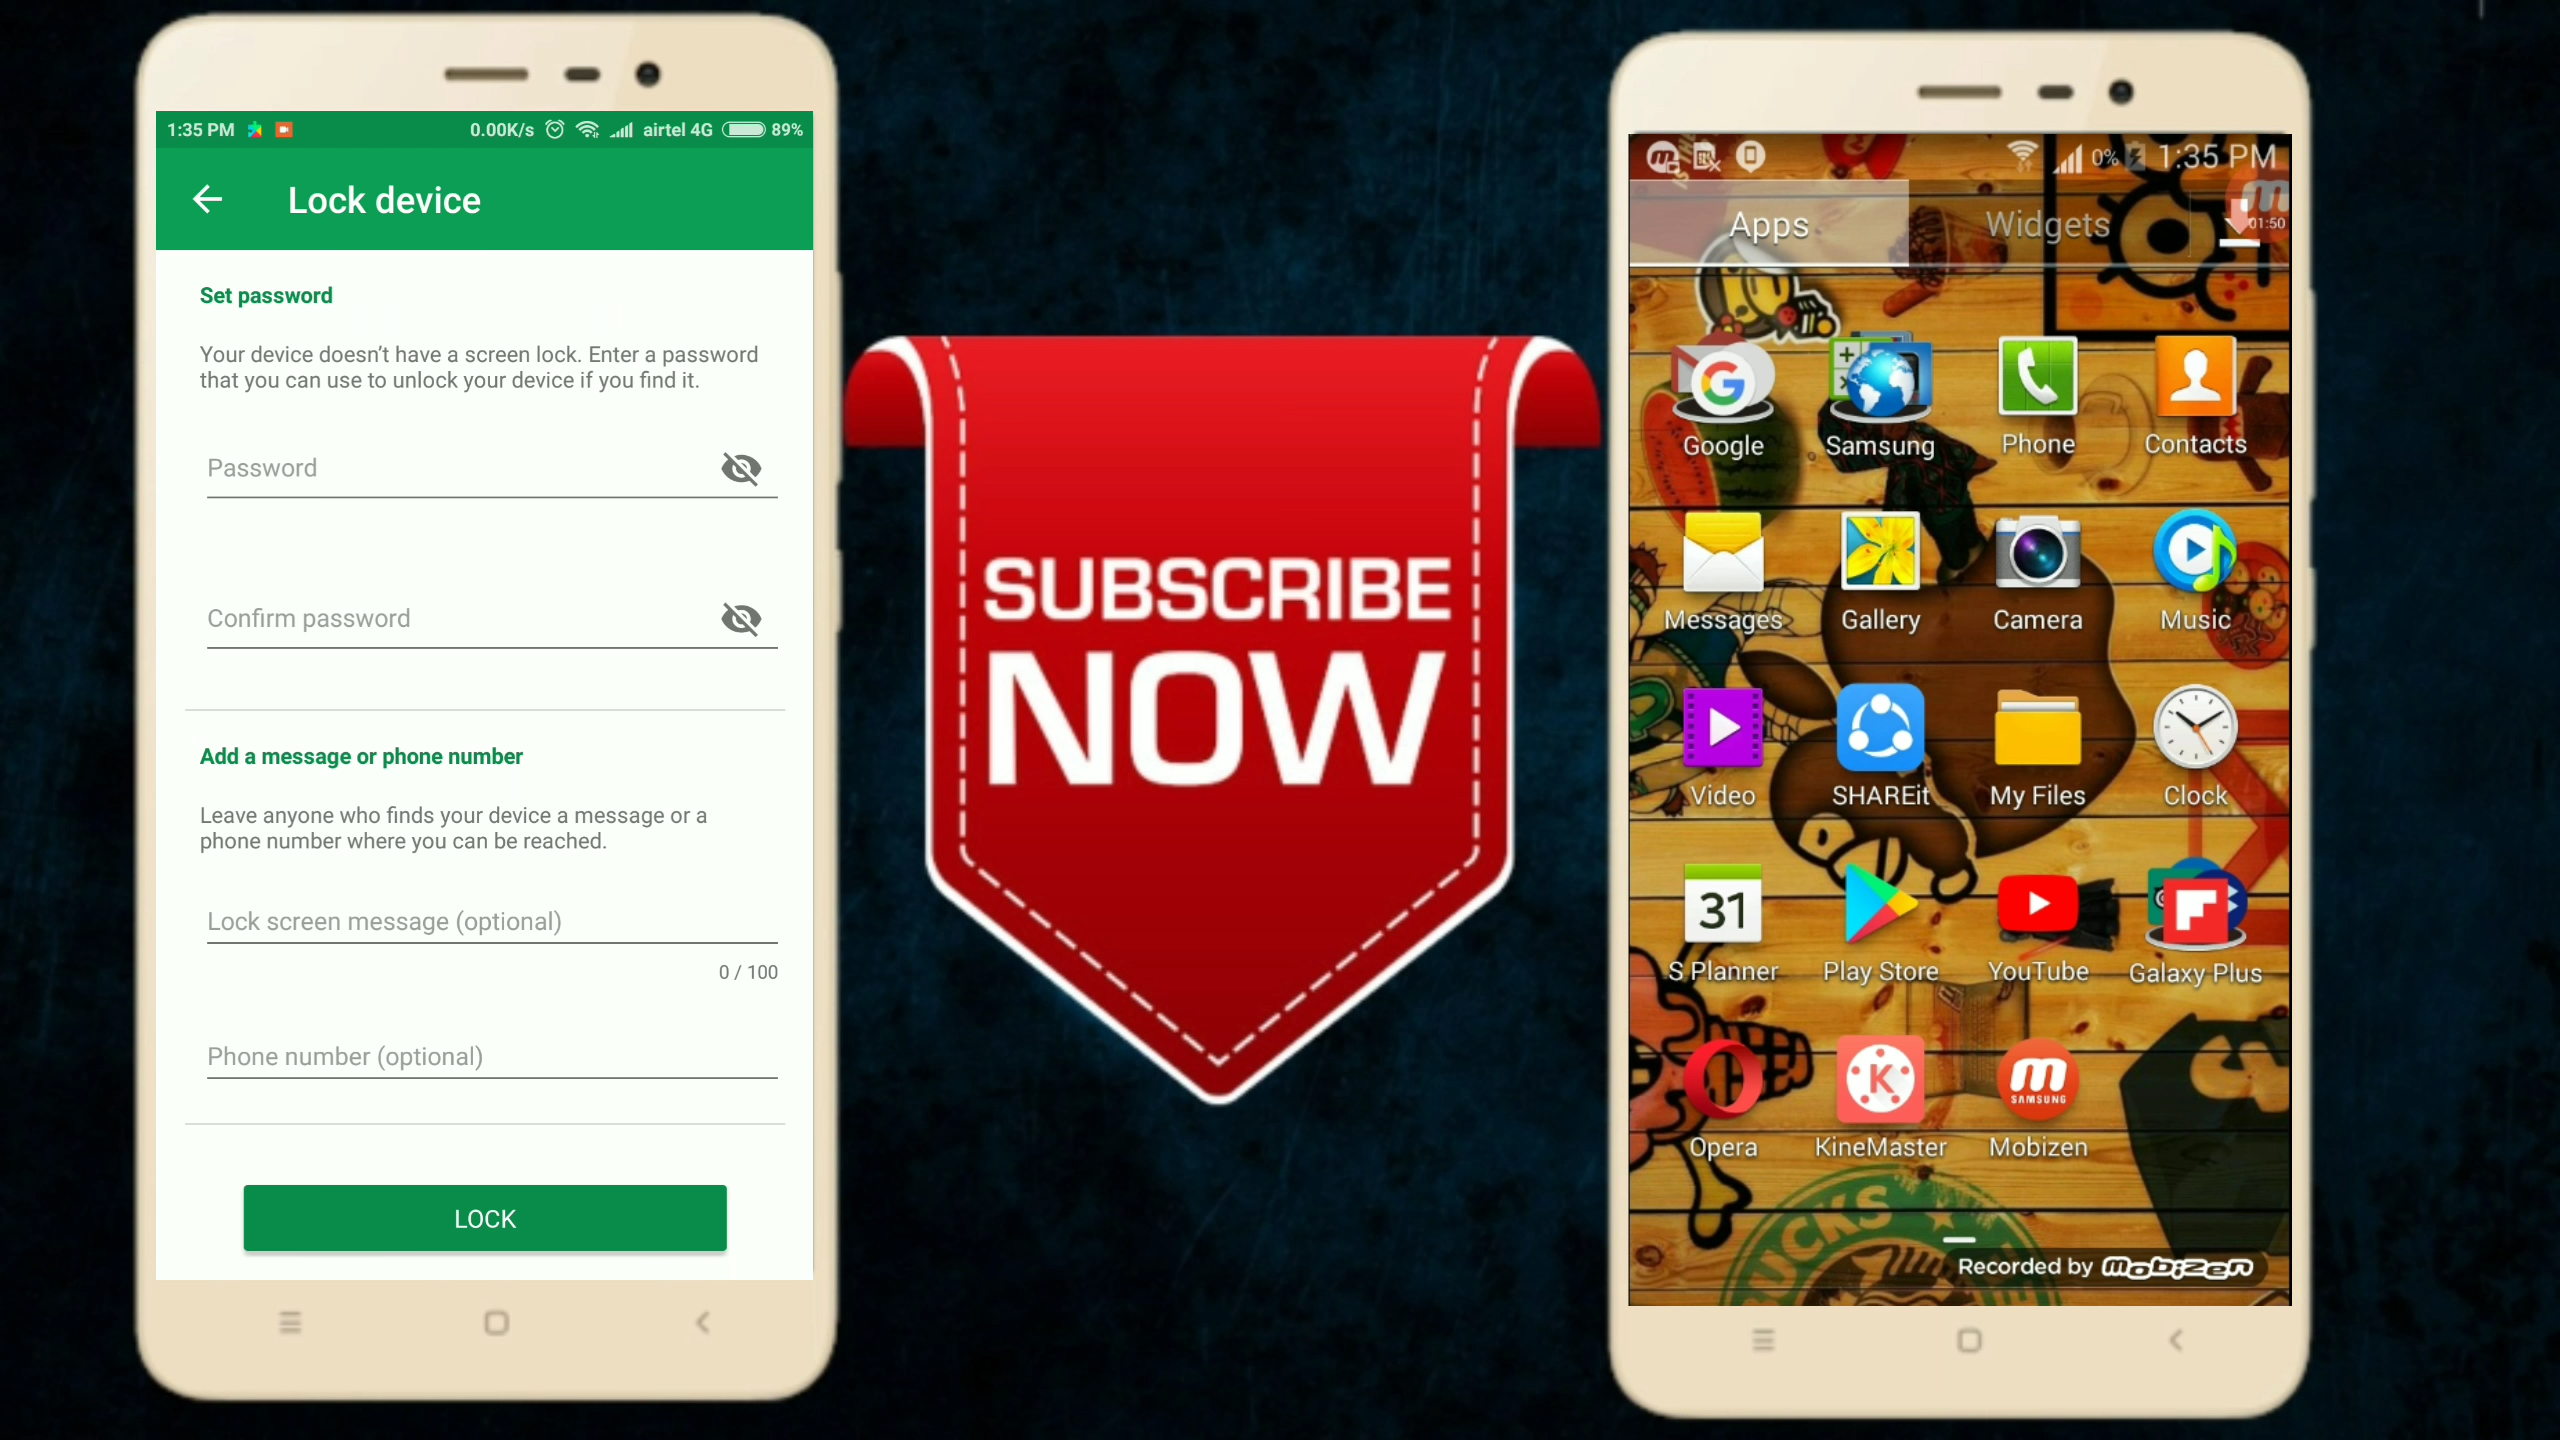 1:35 PM 0.00K/s airtel 4G 89%
Lock device
Set password
Your device doesn’t have a screen lock. Enter a password
that you can use to unlock your device if you find it.
Password
Confirm password
Add a message or phone number
Leave anyone who finds your device a message or a
phone number where you can be reached.
Lock screen message (optional)
0 / 100
Phone number (optional)
LOCK
SUBSCRIBE
NOW
0% 1:35 PM
Apps Widgets
01:50
Google Samsung Phone Contacts
Messages Gallery Camera Music
Video SHAREit My Files Clock
31
S Planner Play Store YouTube Galaxy Plus
K m
SAMSUNG
Opera KineMaster Mobizen
UCKS
Recorded by mobizen